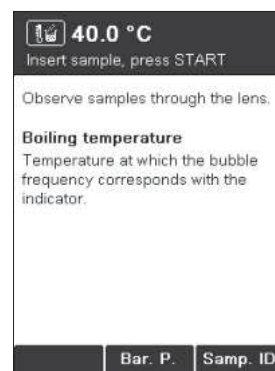 40.0 °C
Insert sample, press START
Observe samples through the lens.
Boiling temperature
Temperature at which the bubble
frequency corresponds with the
indicator.
Bar. P.
Samp. ID